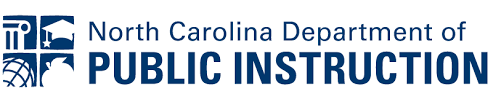 North Carolina Department of
PUBLIC INSTRUCTION